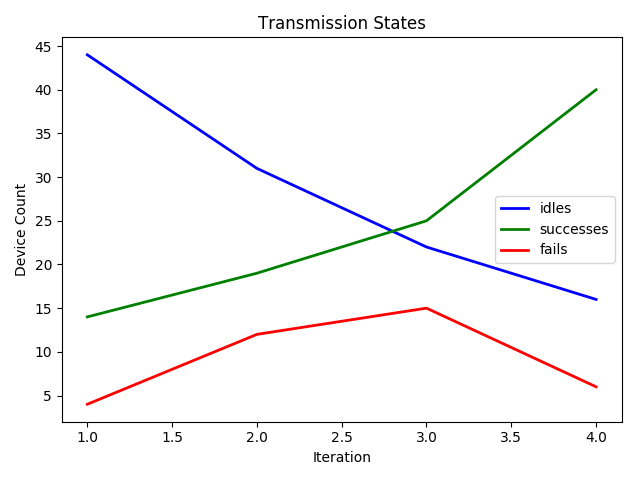 Transmission States
Device Count
45
40
35
30
25
20
15
10
5
idles
successes
fails
1.0 1.5 2.0 2.5 3.0 3.5 4.0
Iteration